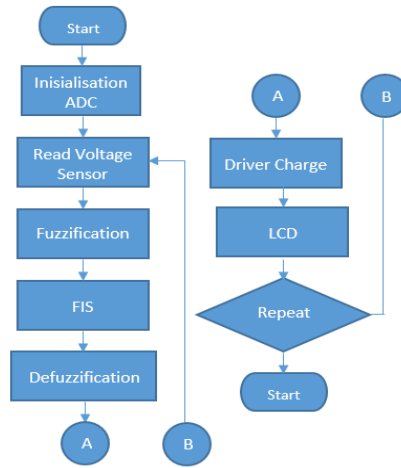 Start
Inisialisation
ADC
Read Voltage
Sensor
Fuzzification
FIS
Defuzzification
A
B
A
B
Driver Charge
LCD
Repeat
Start